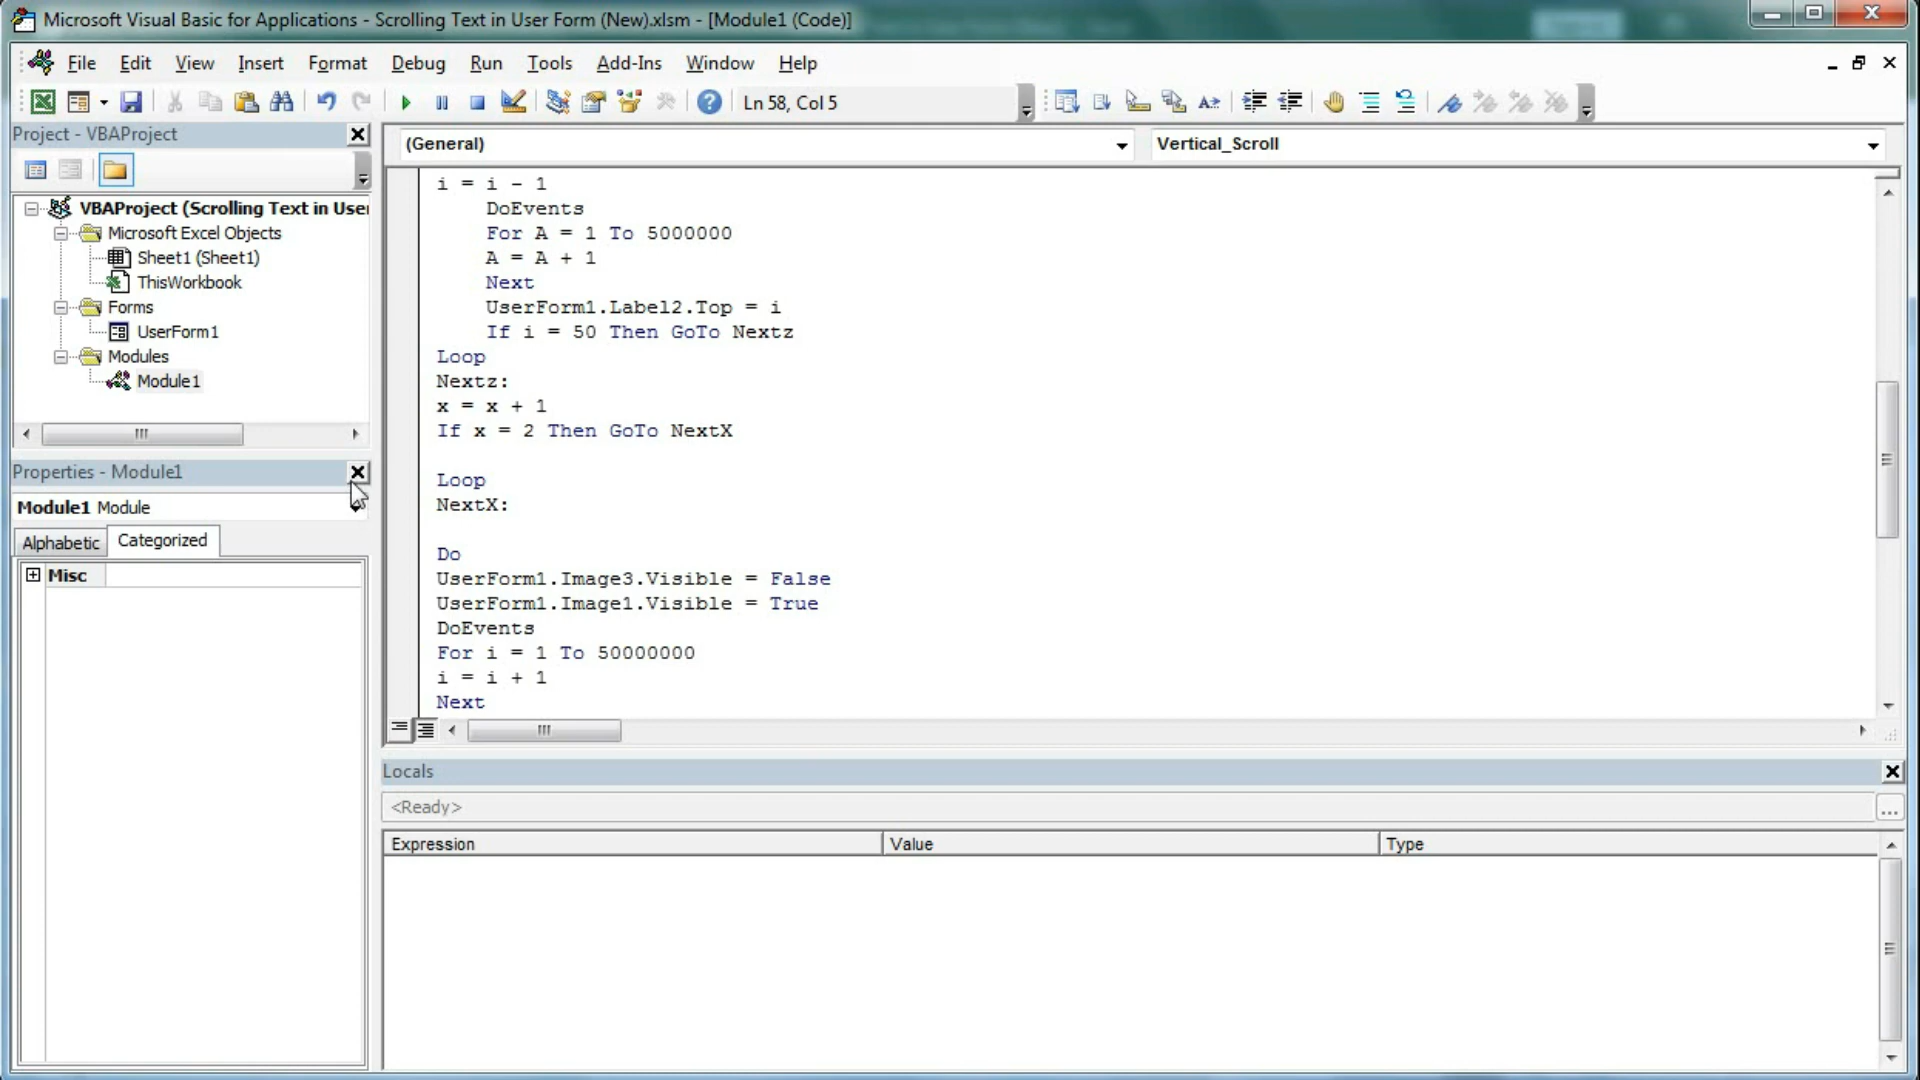 Microsoft Visual Basic for Applications - Scrolling Text in User Form (New).xlsm - [Module1 (Code)]
File Edit View Insert Format Debug Run Tools Add-Ins Window Help
Ln 58, Col 5
Project - VBAProject
(General)
Vertical_Scroll
VBAProject (Scrolling Text in User
Microsoft Excel Objects
Sheet1 (Sheet1)
ThisWorkbook
Forms
UserForm1
Modules
Module1
Properties - Module1
Module1 Module
Alphabetic Categorized
Misc
i = i - 1
DoEvents
For A = 1 To 5000000
A = A + 1
Next
UserForm1.Label2.Top = i
If i = 50 Then GoTo Nextz
Loop
Nextz:
x = x + 1
If x = 2 Then GoTo NextX
Loop
NextX:
Do
UserForm1.Image3.Visible = False
UserForm1.Image1.Visible = True
DoEvents
For i = 1 To 50000000
i = i + 1
Next
Locals
<Ready>
...
Expression Value Type